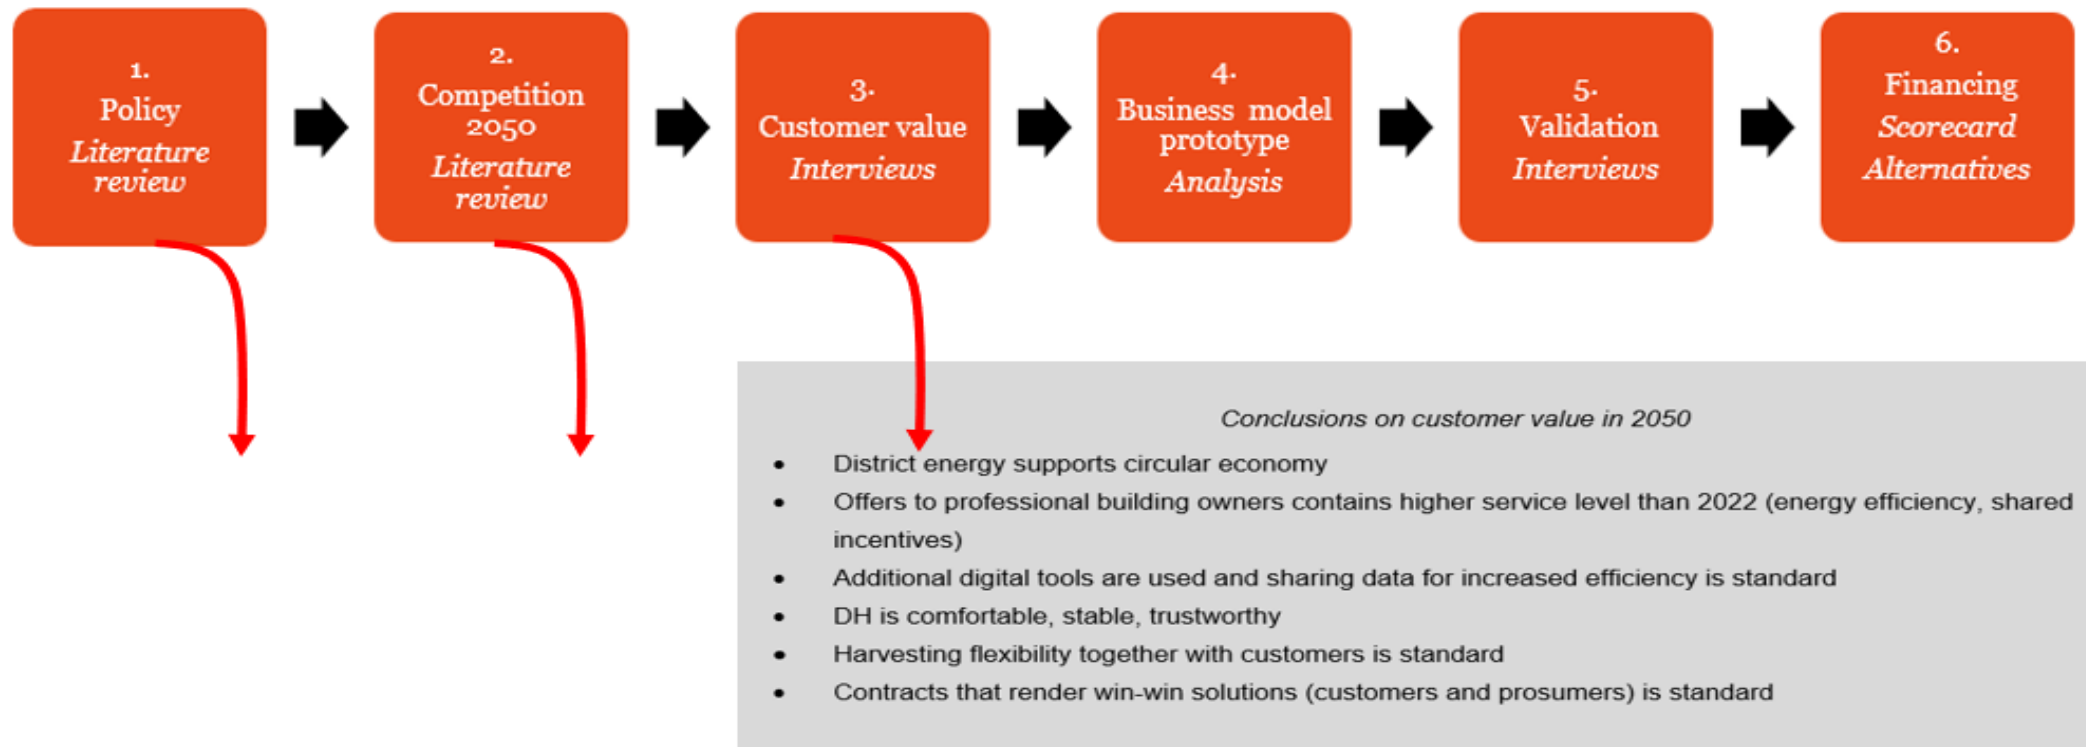 1.
Policy
Literature
review
2.
Competition
2050
Literature
review
3.
Customer value
Interviews
4.
Business model
prototype
Analysis
5.
Validation
Interviews
6.
Financing
Scorecard
Alternatives
Conclusions on customer value in 2050
• District energy supports circular economy
• Offers to professional building owners contains higher service level than 2022 (energy efficiency, shared
incentives)
• Additional digital tools are used and sharing data for increased efficiency is standard
• DH is comfortable, stable, trustworthy
• Harvesting flexibility together with customers is standard
• Contracts that render win-win solutions (customers and prosumers) is standard